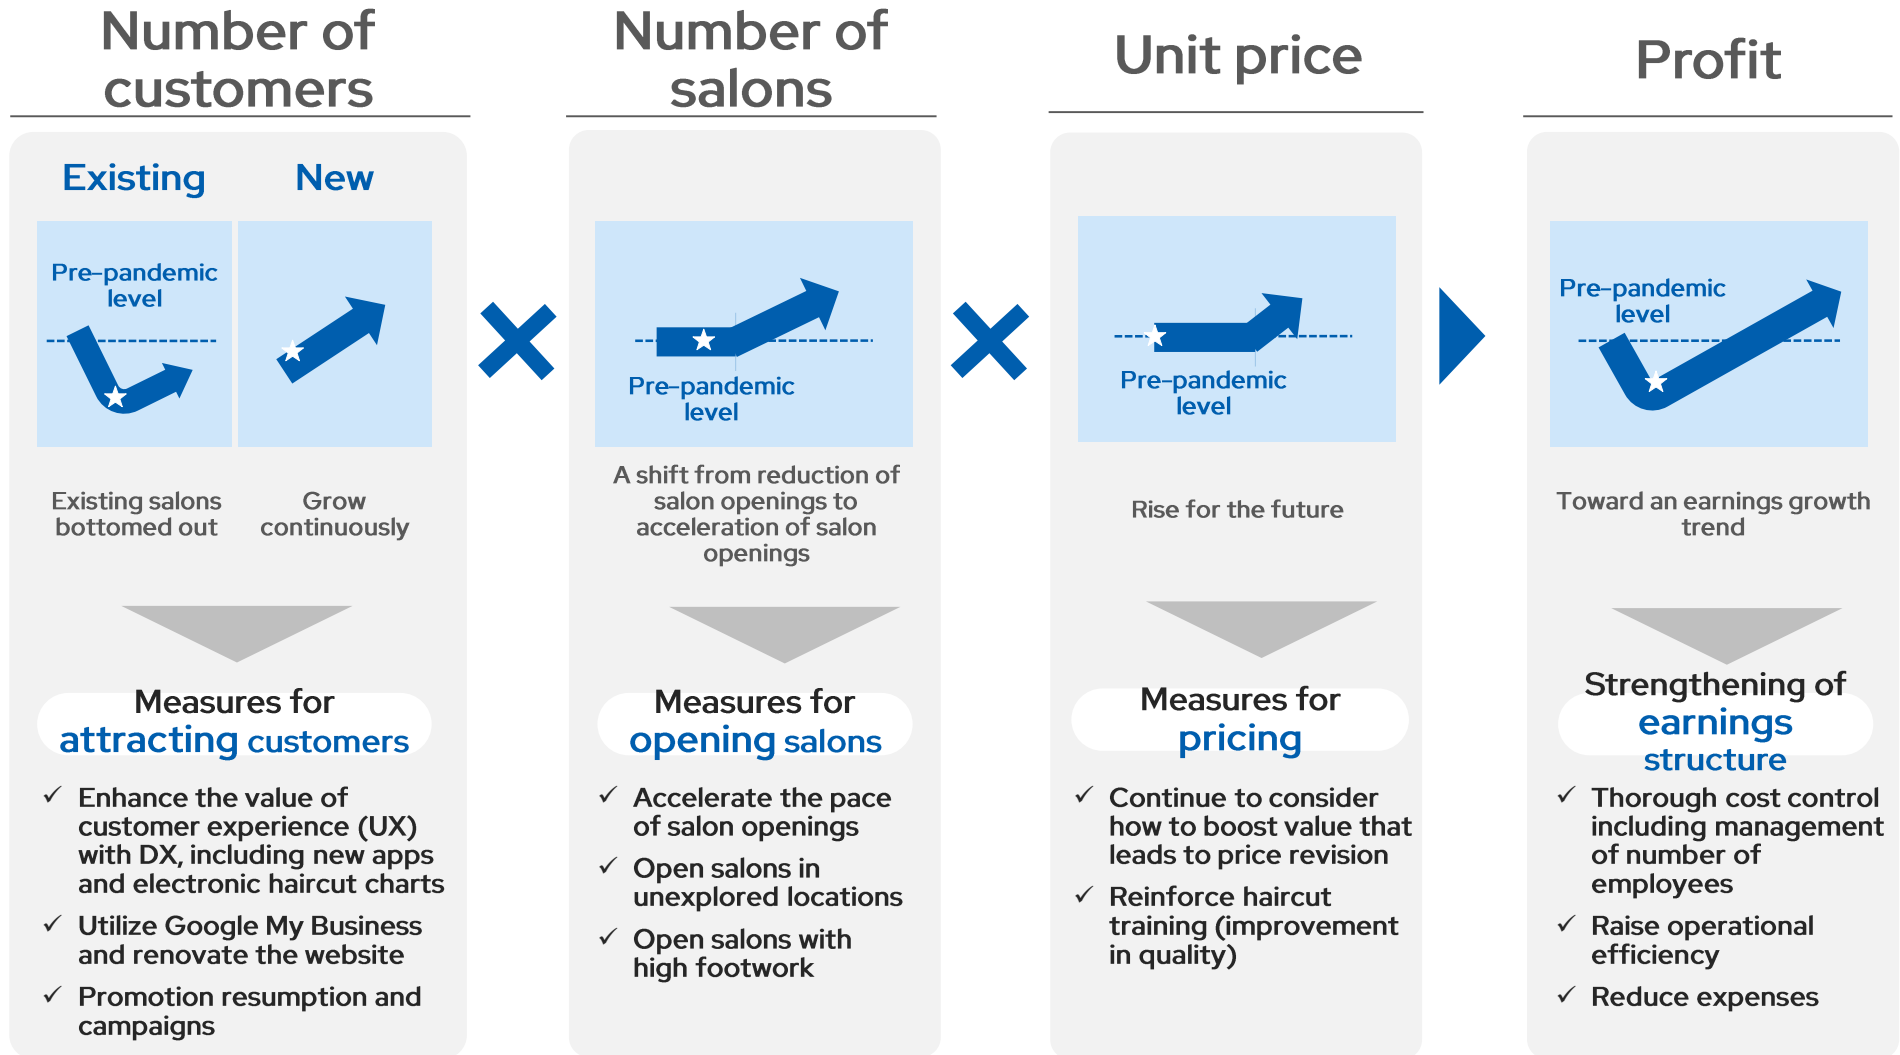 Number of
customers
Existing
New
Pre-pandemic
level
Existing salons
bottomed out
Grow
continuously
Measures for
attracting customers
✓ Enhance the value of
customer experience (UX)
with DX, including new apps
and electronic haircut charts
✓ Utilize Google My Business
and renovate the website
✓ Promotion resumption and
campaigns
Number of
salons
Pre-pandemic
level
A shift from reduction of
salon openings to
acceleration of salon
openings
Measures for
opening salons
✓ Accelerate the pace
of salon openings
✓ Open salons in
unexplored locations
✓ Open salons with
high footwork
Unit price
Pre-pandemic
level
Rise for the future
Measures for
pricing
✓ Continue to consider
how to boost value that
leads to price revision
✓ Reinforce haircut
training (improvement
in quality)
Profit
Pre-pandemic
level
Toward an earnings growth
trend
Strengthening of
earnings
structure
✓ Thorough cost control
including management
of number of
employees
✓ Raise operational
efficiency
✓ Reduce expenses